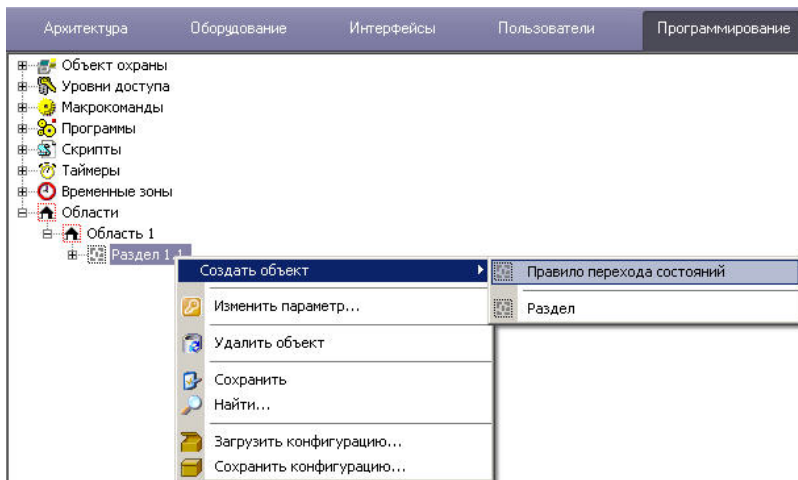 Архитектура Оборудование Интерфейсы Пользователи Программирование
Объект охраны
Уровни доступа
Макрокоманды
Программы
Скрипты
Таймеры
Временные зоны
Области
Область 1
Раздел 1.1
Создать объект
Правило перехода состояний
Изменить параметр...
Раздел
Удалить объект
Сохранить
Найти...
Загрузить конфигурацию...
Сохранить конфигурацию...